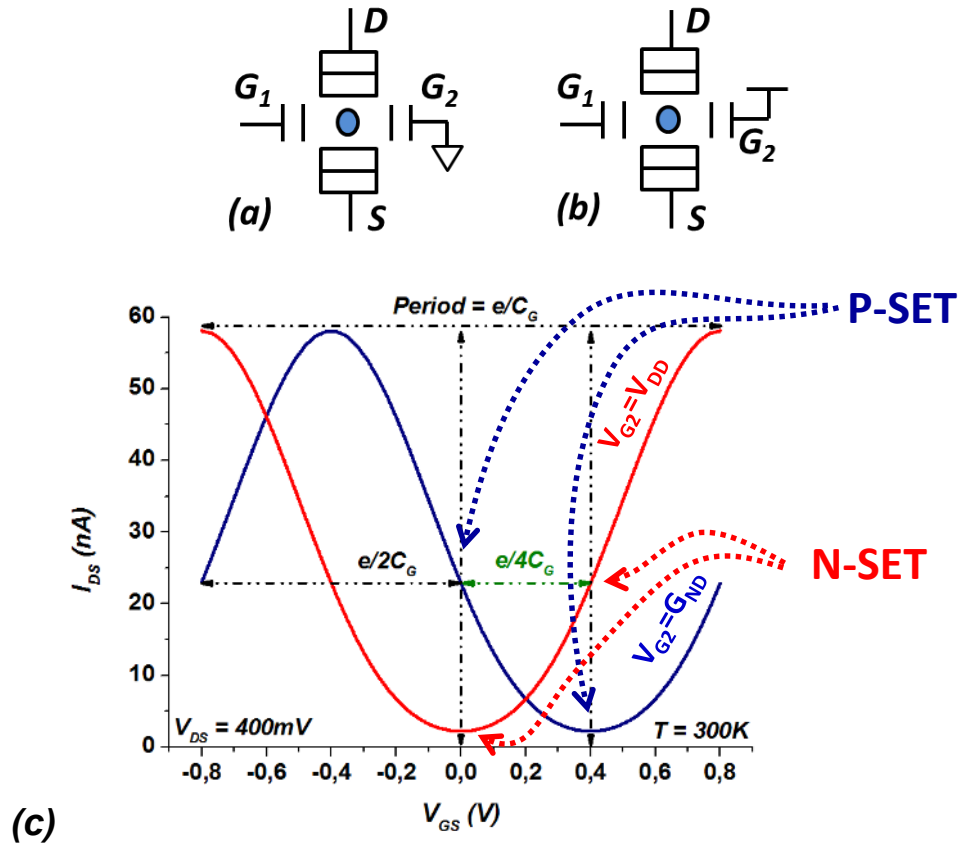 D D
G1 G2 G1
G2
(a) S (b) S
Period = e/CG
P-SET
60
50
VG2=VDD
40
IDS (nA)
30
e/2CG e/4CG
N-SET
20
VG2=GND
10
VDS = 400mV T = 300K
0
-0,8 -0,6 -0,4 -0,2 0,0 0,2 0,4 0,6 0,8
VGS (V)
(c)